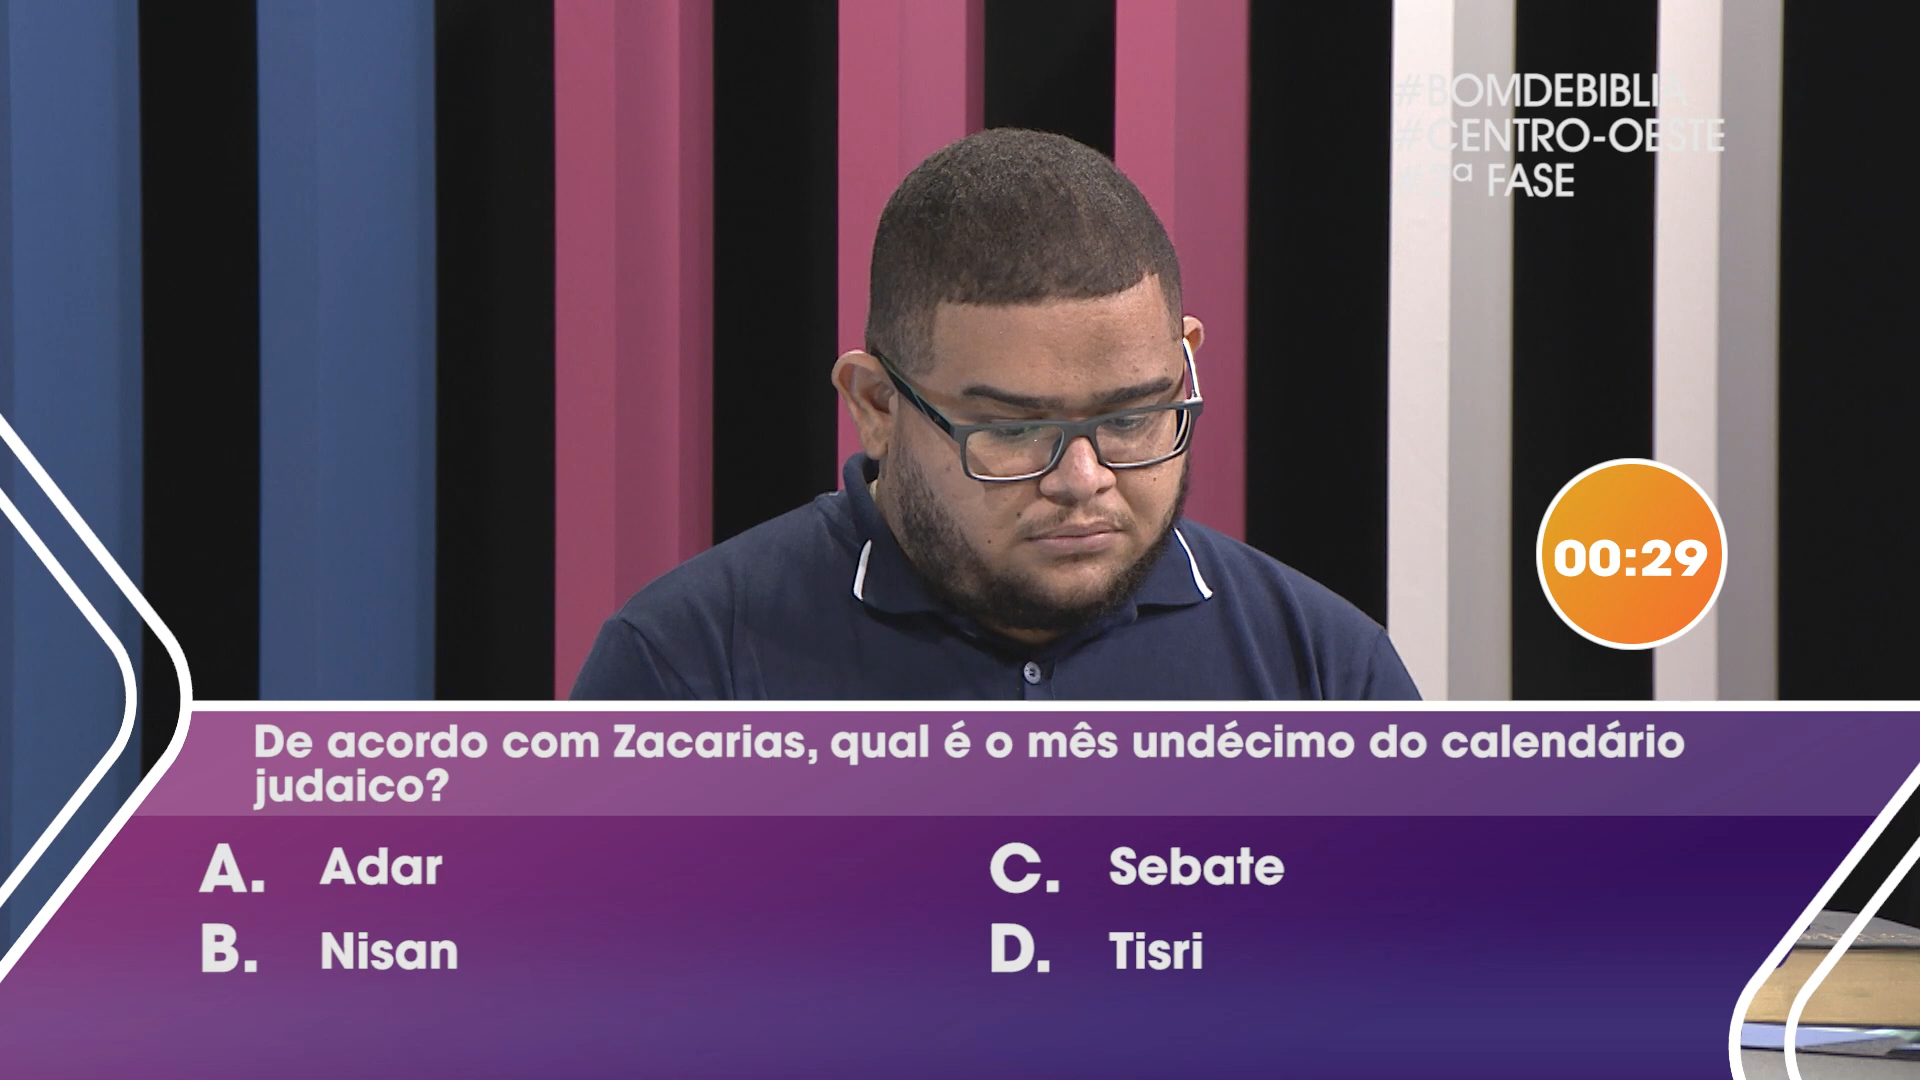 #BOMDEBIBLIA
#CENTRO-OESTE
ª FASE
00:29
De acordo com Zacarias, qual é o mês undécimo do calendário
judaico?
A. Adar
C. Sebate
B. Nisan
D. Tisri